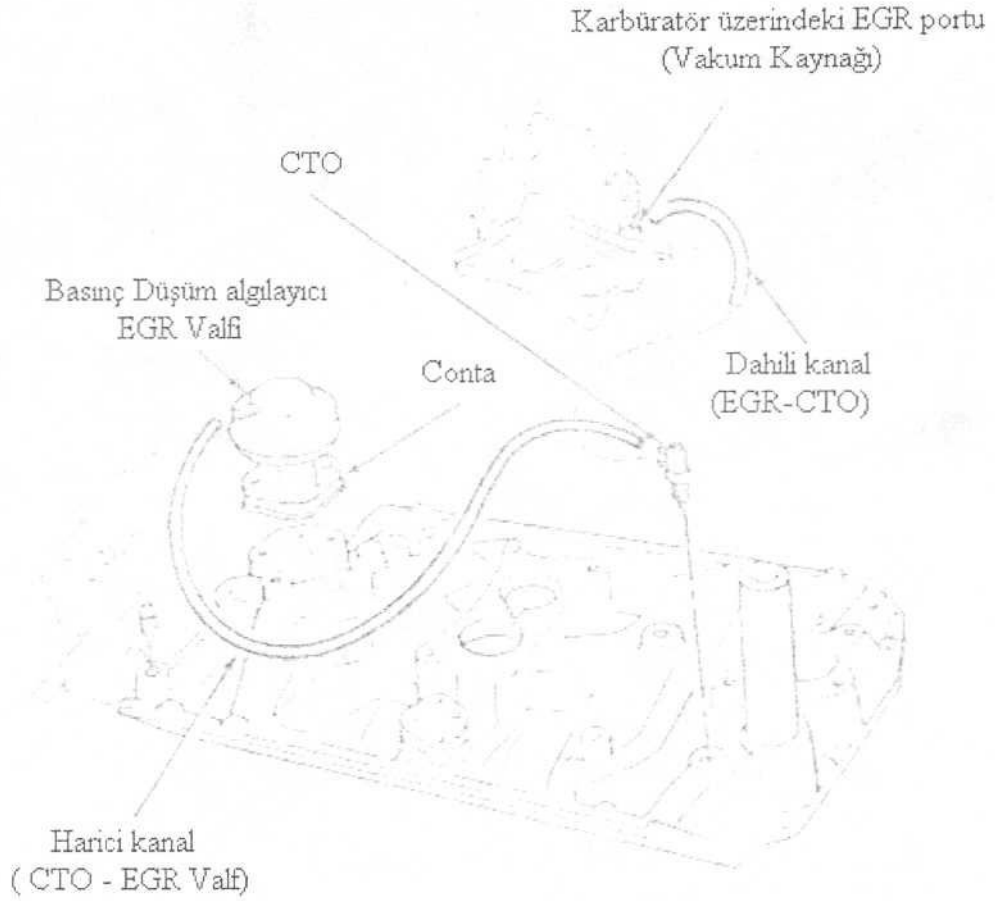 Karbüratör üzerindeki EGR portu
(Vakum Kaynağı)
CTO
Basınç Düşüm algılayıcı
EGR Valfi
Conta
Dahili kanal
(EGR-CTO)
Harici kanal
( CTO - EGR Valf)